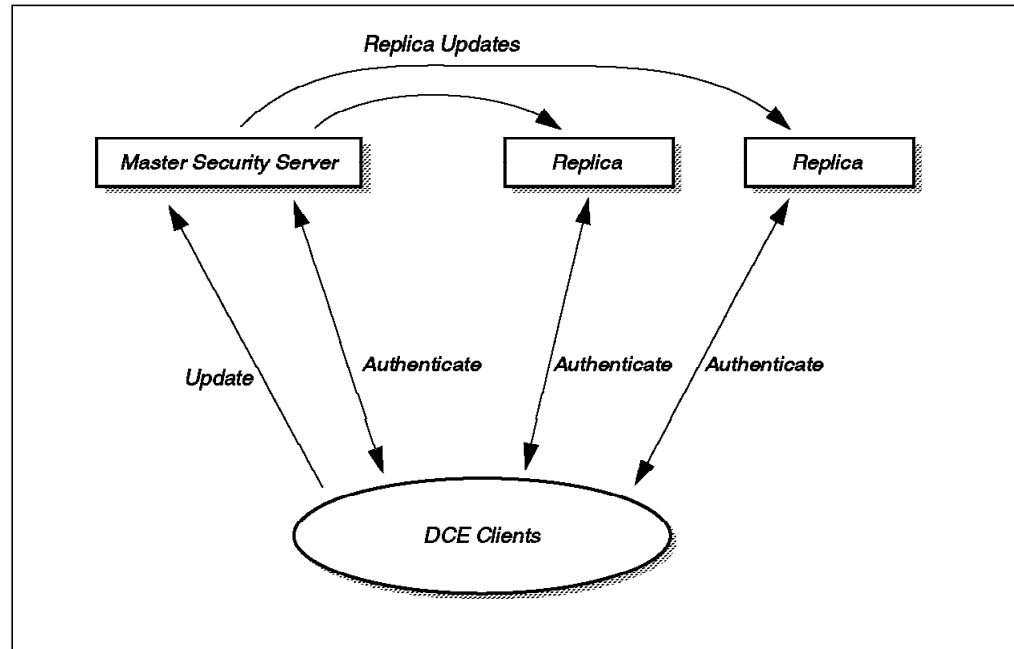 Replica Updates
Master Security Server
Replica
Replica
Update
Authenticate
Authenticate
Authenticate
DCE Clients